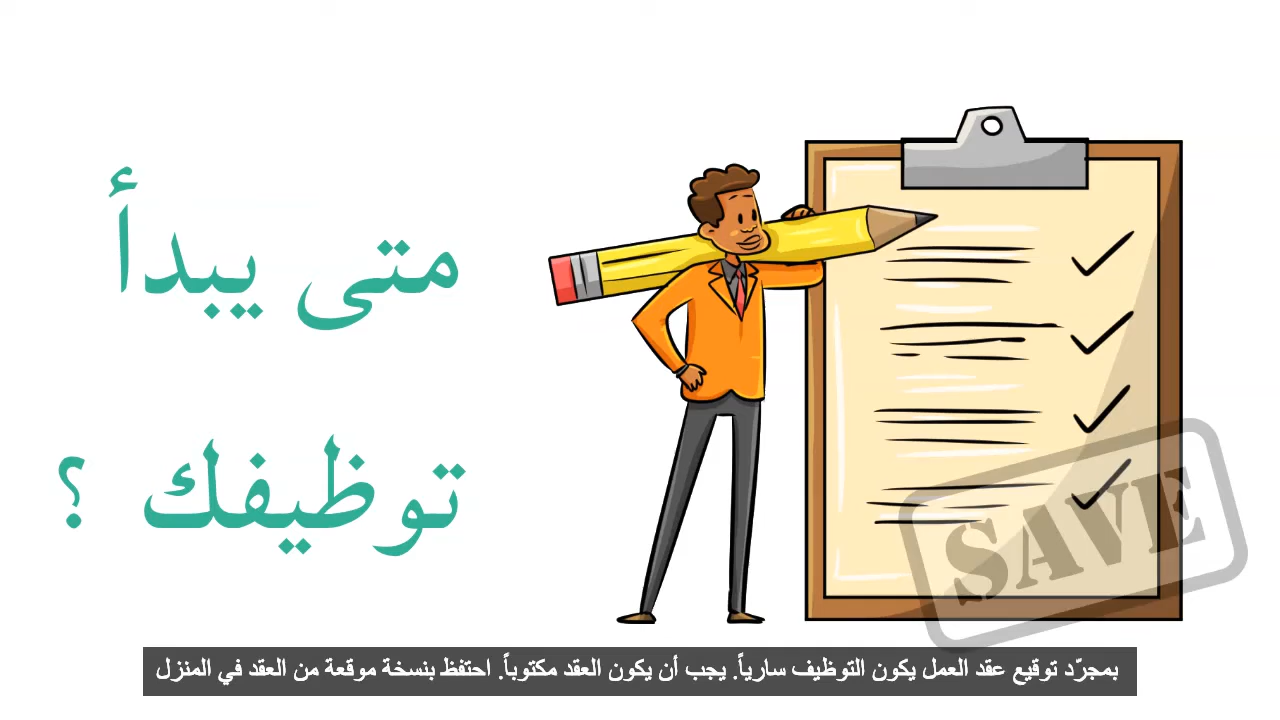 متى يبدأ
توظيفك ؟
SAVE
بمجرّد توقيع عقد العمل يكون التوظيف سارياً. يجب أن يكون العقد مكتوباً. احتفظ بنسخة موقعة من العقد في المنزل